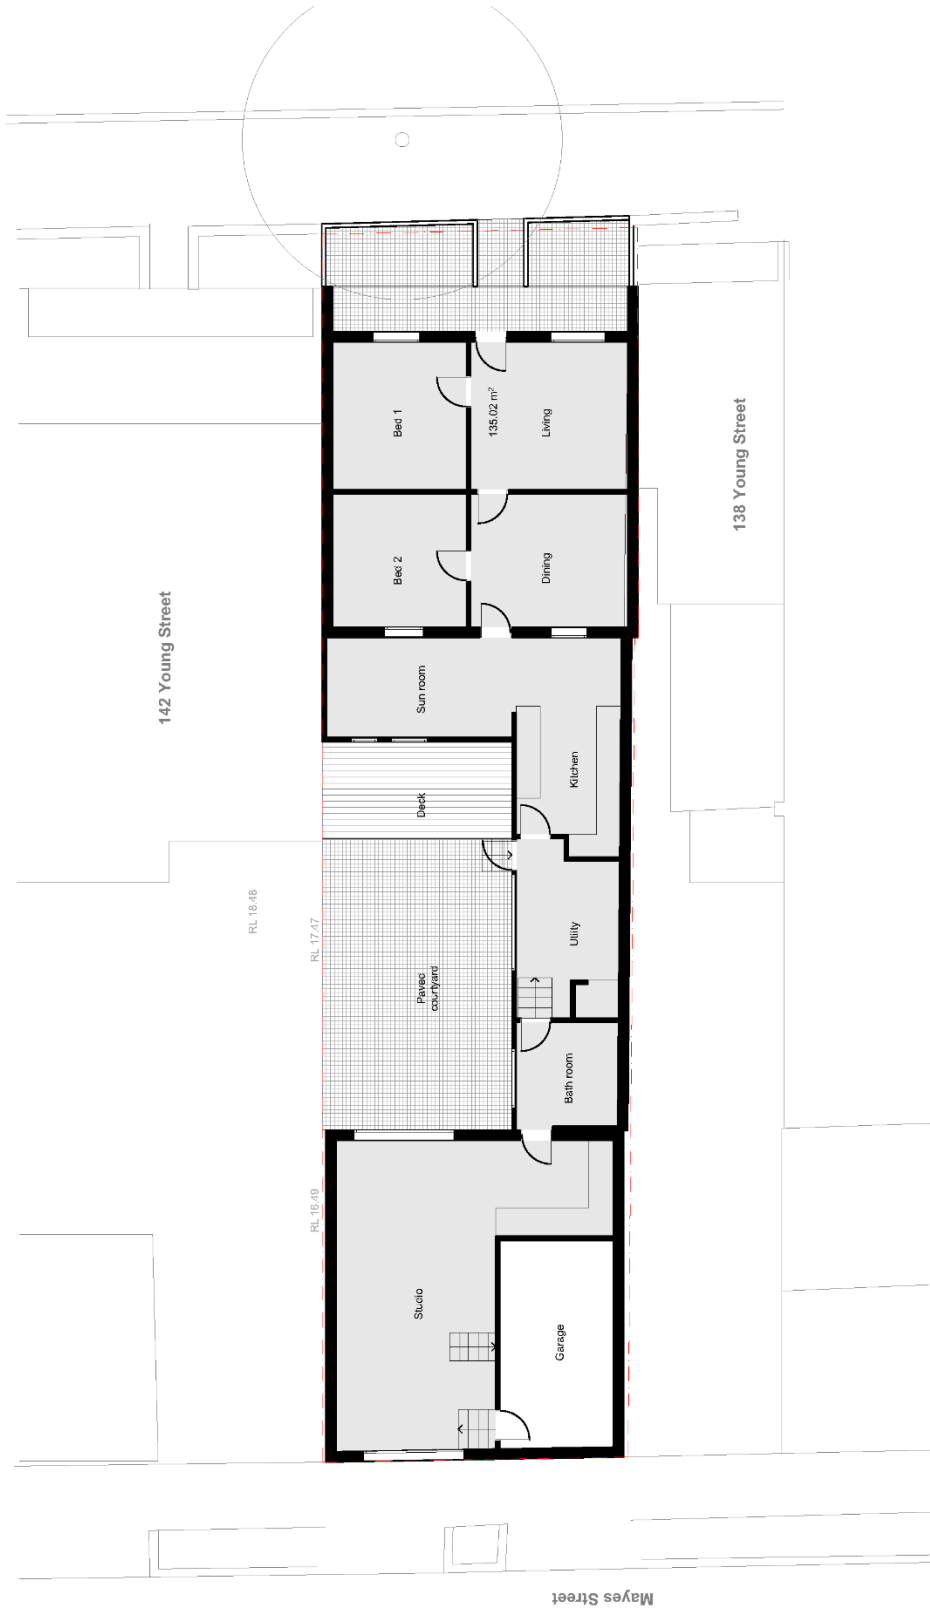 Bed 1
135.02 m²
Living
138 Young Street
Bed 2
Dining
142 Young Street
Sun room
Kitchen
Deck
RL 18.48
RL 17.47
Utility
Paved
courtyard
Bath room
RL 16.49
Studio
Garage
Mayes Street